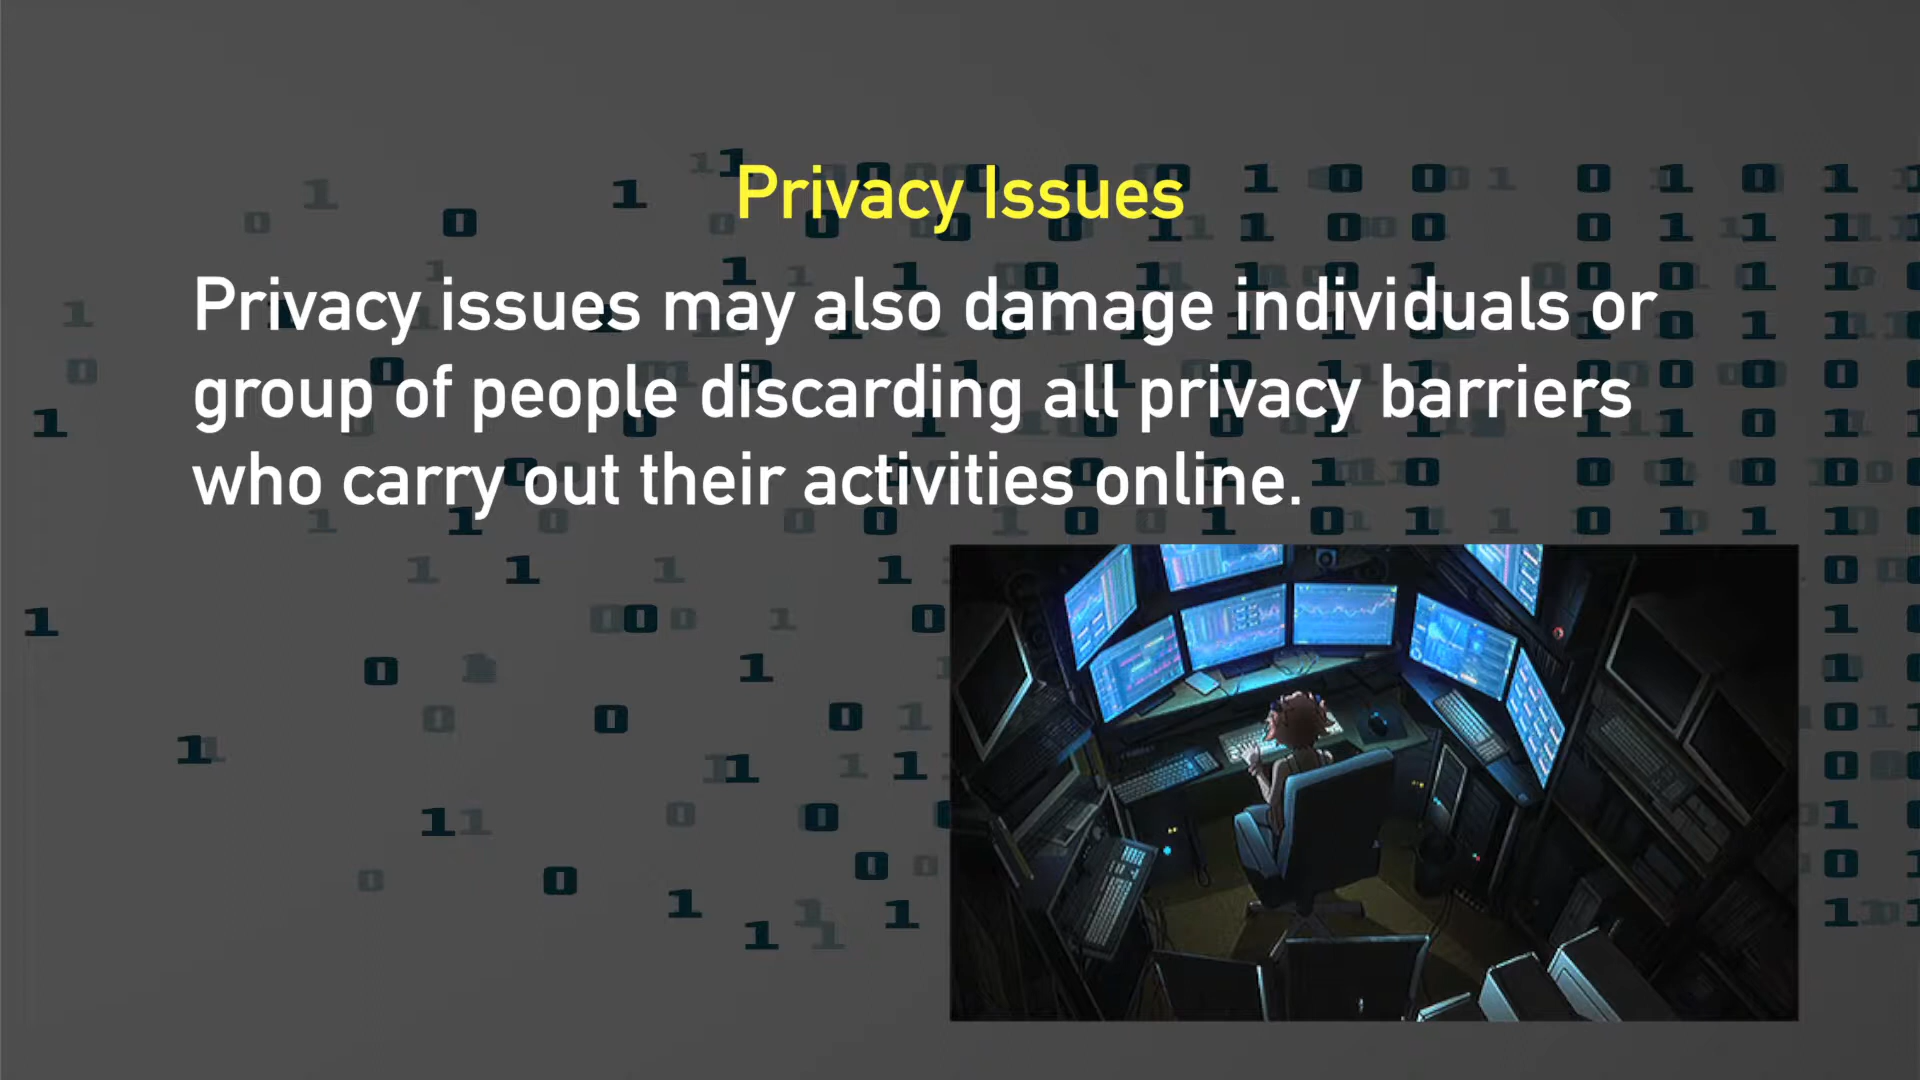 Privacy Issues
Privacy issues may also damage individuals or
group of people discarding all privacy barriers
who carry out their activities online.